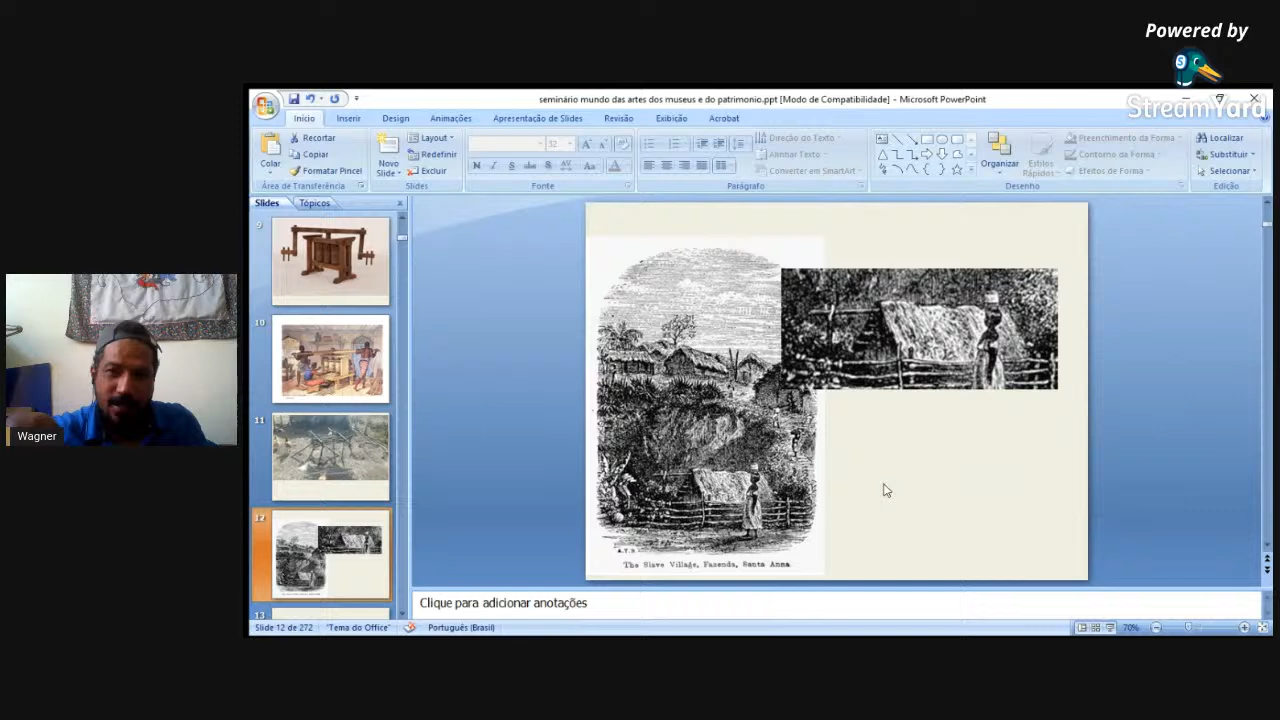 Powered by
StreamYard
seminário mundo das artes dos museus e do patrimonio.ppt [Modo de Compatibilidade] - Microsoft PowerPoint
Início Inserir Design Animações Apresentação de Slides Revisão Exibição Acrobat
Colar
Recortar
Copiar
Formatar Pincel
Área de Transferência
Novo
Slide
Layout
Redefinir
Excluir
Slides
32
N I S abc AV Aa A
Fonte
Direção do Texto
Alinhar Texto
Converter em SmartArt
Parágrafo
Organizar
Estilos
Rápidos
Preenchimento da Forma
Contorno da Forma
Efeitos de Forma
Desenho
Localizar
Substituir
Selecionar
Edição
Slides Tópicos
9
10
11
12
13
A.Y.D.
The Slave Village, Fazenda, Santa Anna
Wagner
Clique para adicionar anotações
Slide 12 de 272 "Tema do Office" Português (Brasil) 70%